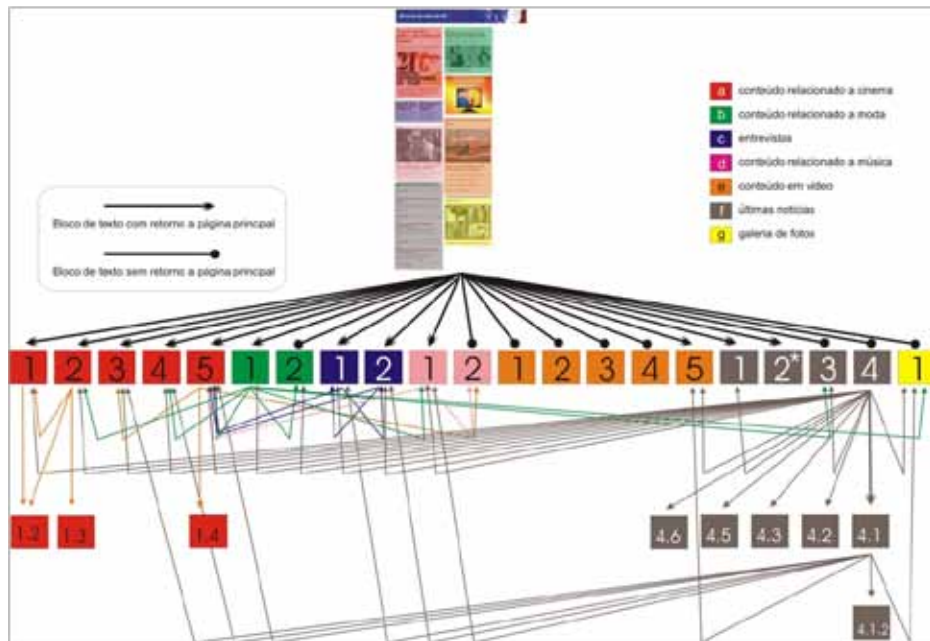 a conteúdo relacionado a cinema
b conteúdo relacionado a moda
c entrevistas
d conteúdo relacionado a música
e conteúdo em vídeo
f últimas notícias
g galeria de fotos
Bloco de texto com retorno a página principal
Bloco de texto sem retorno a página principal
1 2 3 4 5 1 2 1 2 1 2 1 2 3 4 5 1 2* 3 4 1
1.2 1.3 1.4 4.6 4.5 4.3 4.2 4.1
4.1.2